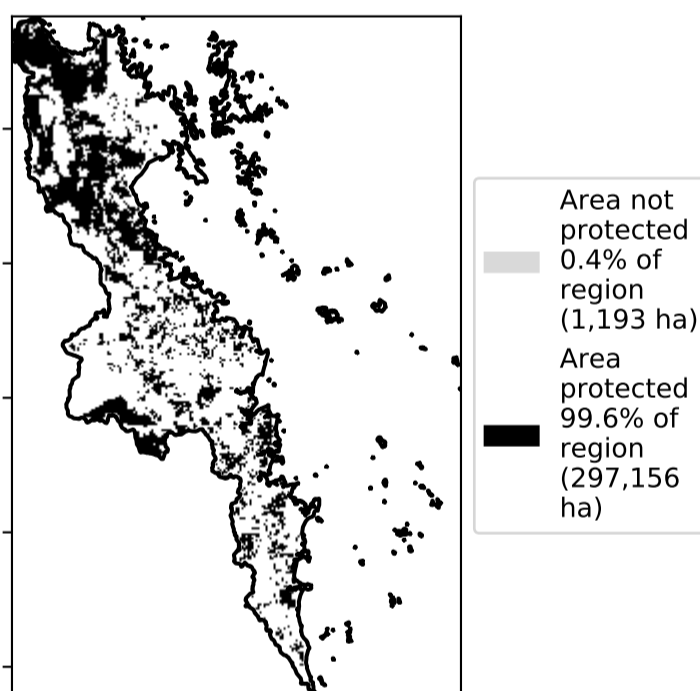 Area not
protected
0.4% of
region
(1,193 ha)
Area
protected
99.6% of
region
(297,156
ha)